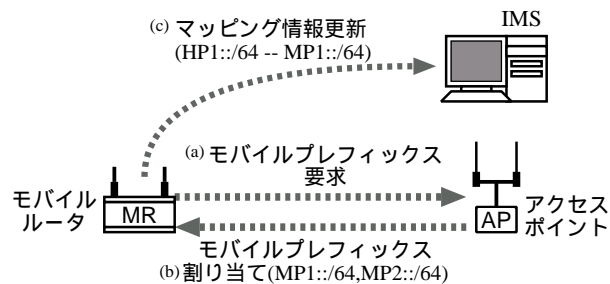 (c) マッピング情報更新
(HP1::/64 -- MP1::/64)
IMS
(a) モバイルプレフィックス
要求
モバイル
ルータ
MR
AP
アクセス
ポイント
モバイルプレフィックス
(b) 割り当て(MP1::/64,MP2::/64)